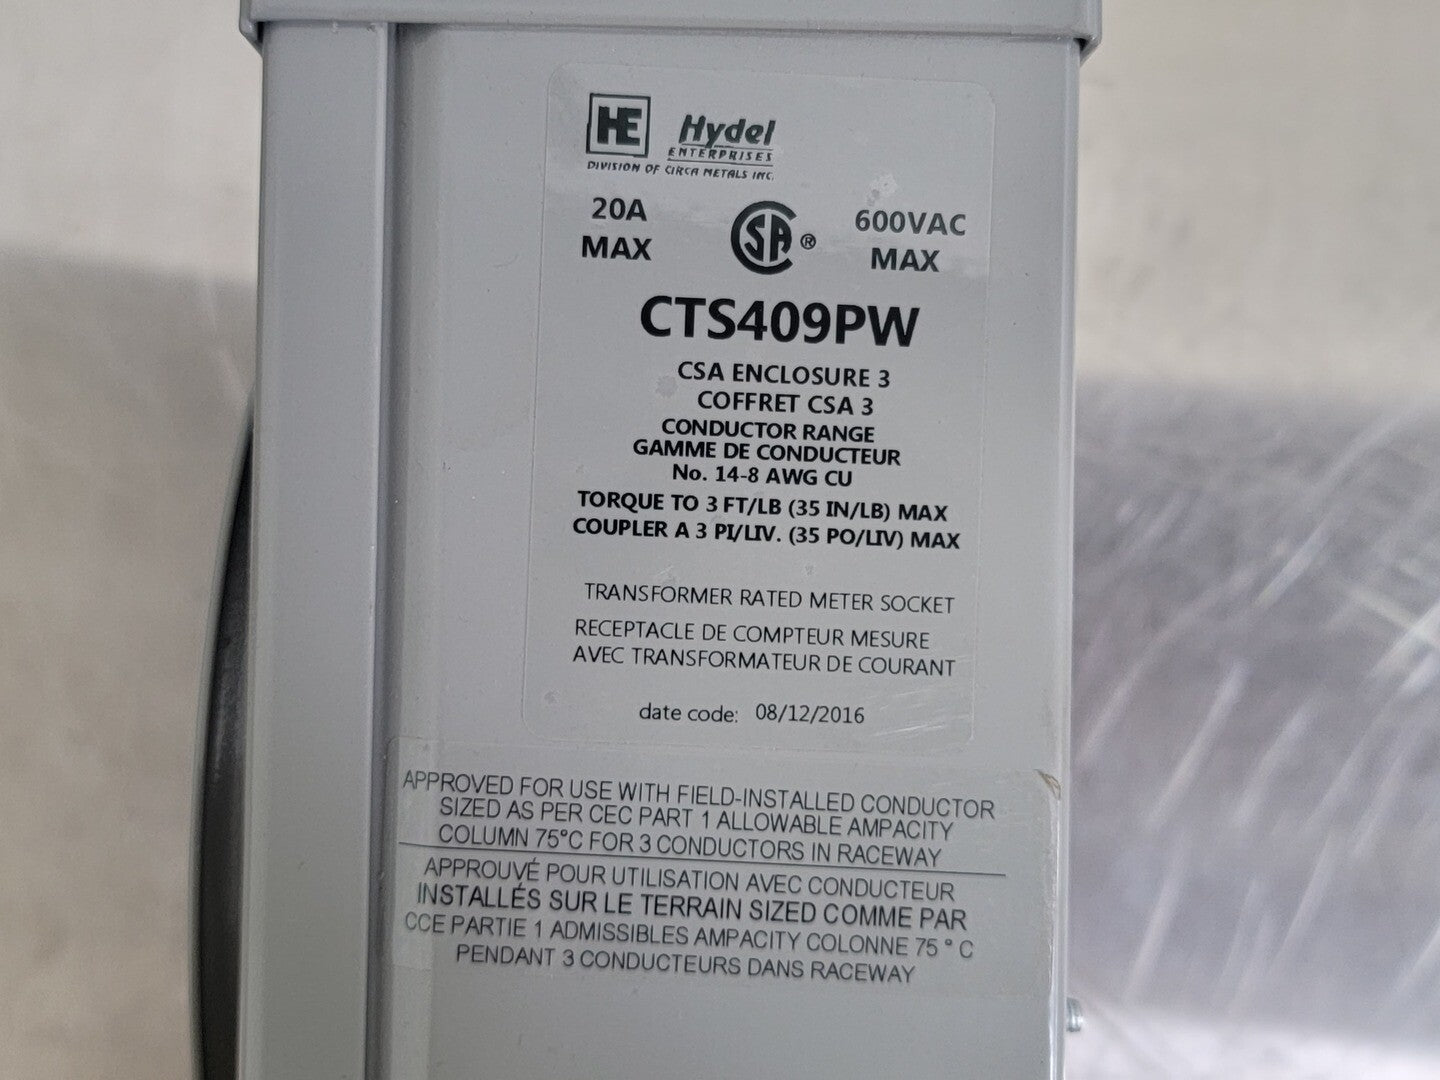 HE Hydel
ENTERPRISES
DIVISION OF CIRCA METALS INC.
20A
MAX
CSA®
600VAC
MAX
CTS409PW
CSA ENCLOSURE 3
COFFRET CSA 3
CONDUCTOR RANGE
GAMME DE CONDUCTEUR
No. 14-8 AWG CU
TORQUE TO 3 FT/LB (35 IN/LB) MAX
COUPLER A 3 PI/LIV. (35 PO/LIV) MAX
TRANSFORMER RATED METER SOCKET
RECEPTACLE DE COMPTEUR MESURE
AVEC TRANSFORMATEUR DE COURANT
date code: 08/12/2016
APPROVED FOR USE WITH FIELD-INSTALLED CONDUCTOR
SIZED AS PER CEC PART 1 ALLOWABLE AMPACITY
COLUMN 75°C FOR 3 CONDUCTORS IN RACEWAY
APPROUVÉ POUR UTILISATION AVEC CONDUCTEUR
INSTALLÉS SUR LE TERRAIN SIZED COMME PAR
CCE PARTIE 1 ADMISSIBLES AMPACITY COLONNE 75 ° C
PENDANT 3 CONDUCTEURS DANS RACEWAY